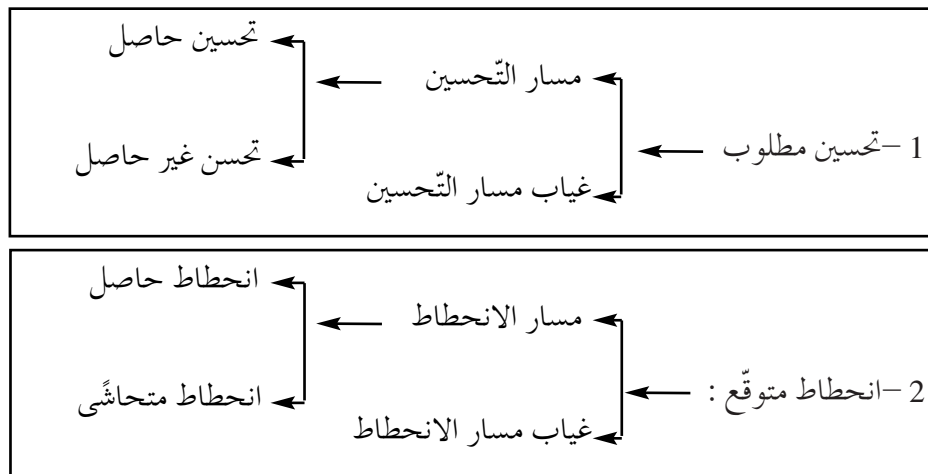 تحسين حاصل
مسار التّحسين
1 –تحسين مطلوب
تحسن غير حاصل
غياب مسار التّحسين
انحطاط حاصل
مسار الانحطاط
2 –انحطاط متوقّع :
انحطاط متحاشًى
غياب مسار الانحطاط